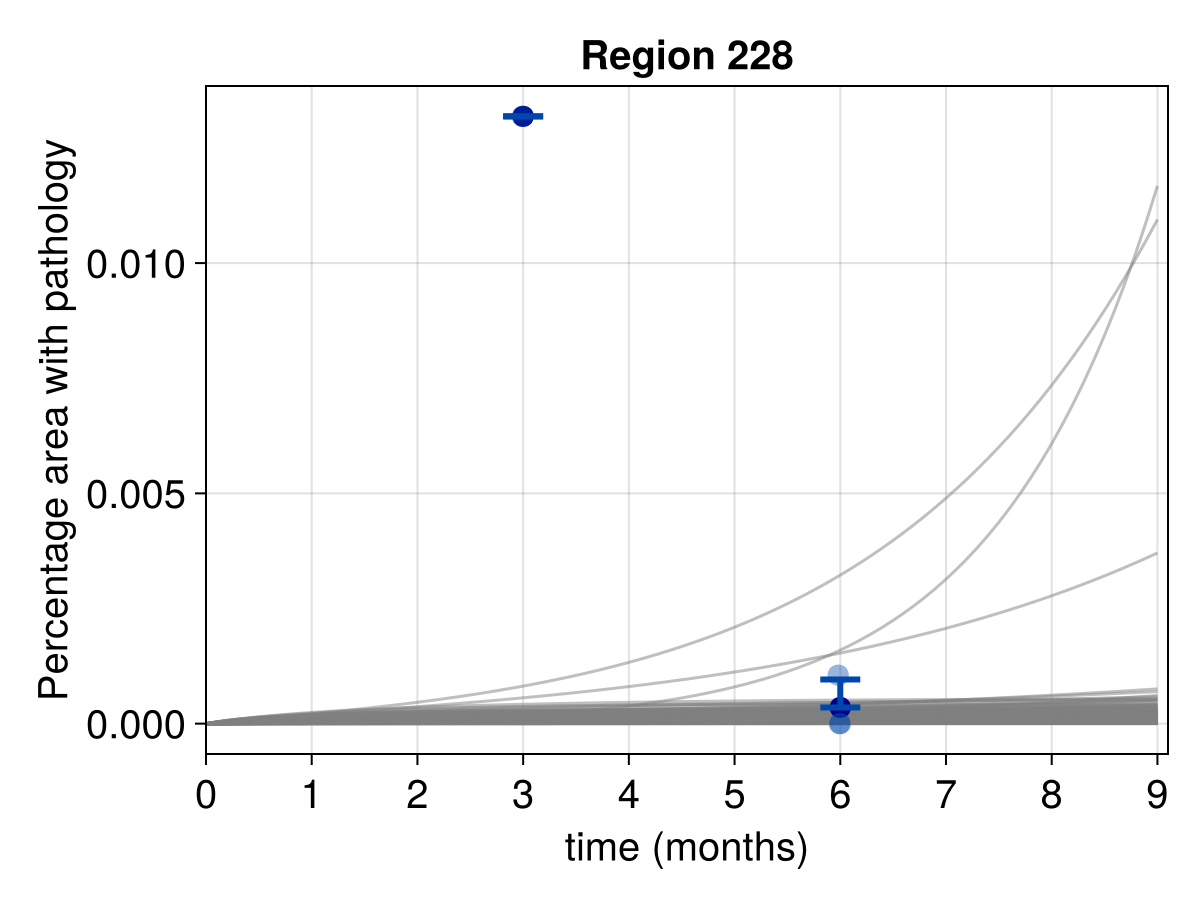 Region 228
Percentage area with pathology
0.010
0.005
0.000
0 1 2 3 4 5 6 7 8 9
time (months)